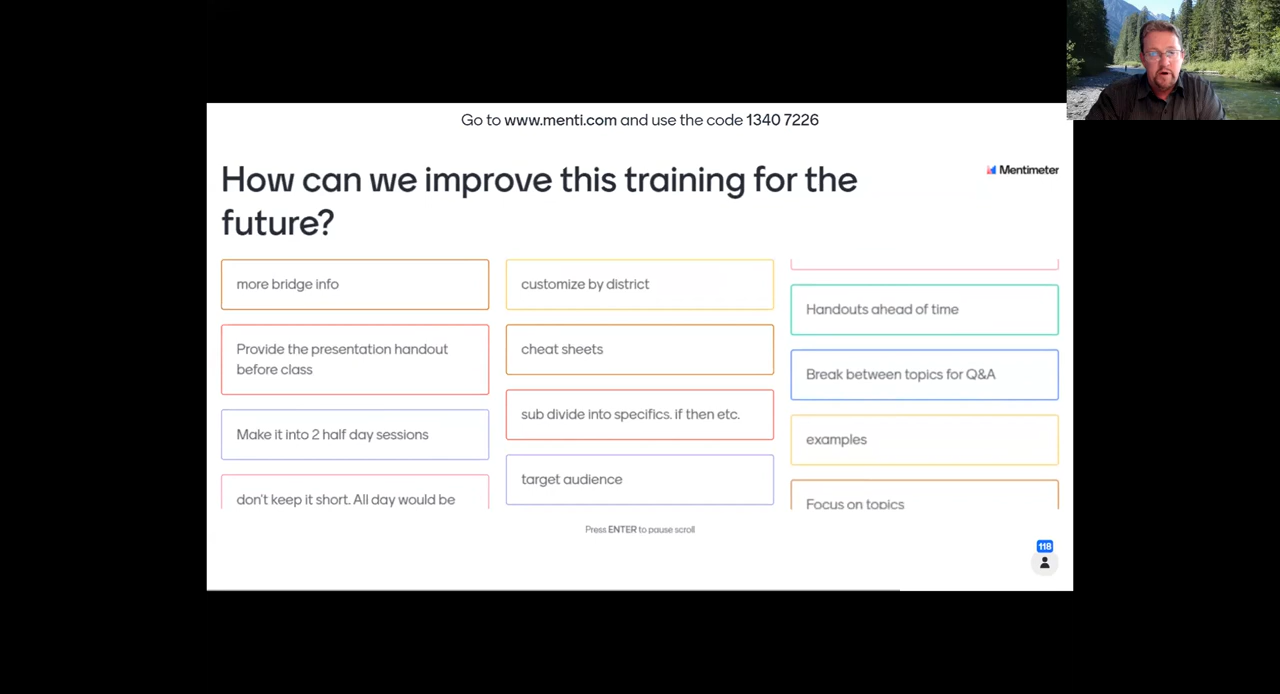 Go to www.menti.com and use the code 1340 7226
How can we improve this training for the
future?
Mentimeter
more bridge info
Provide the presentation handout
before class
Make it into 2 half day sessions
don't keep it short. All day would be
customize by district
cheat sheets
sub divide into specifics. if then etc.
target audience
Handouts ahead of time
Break between topics for Q&A
examples
Focus on topics
Press ENTER to pause scroll
118